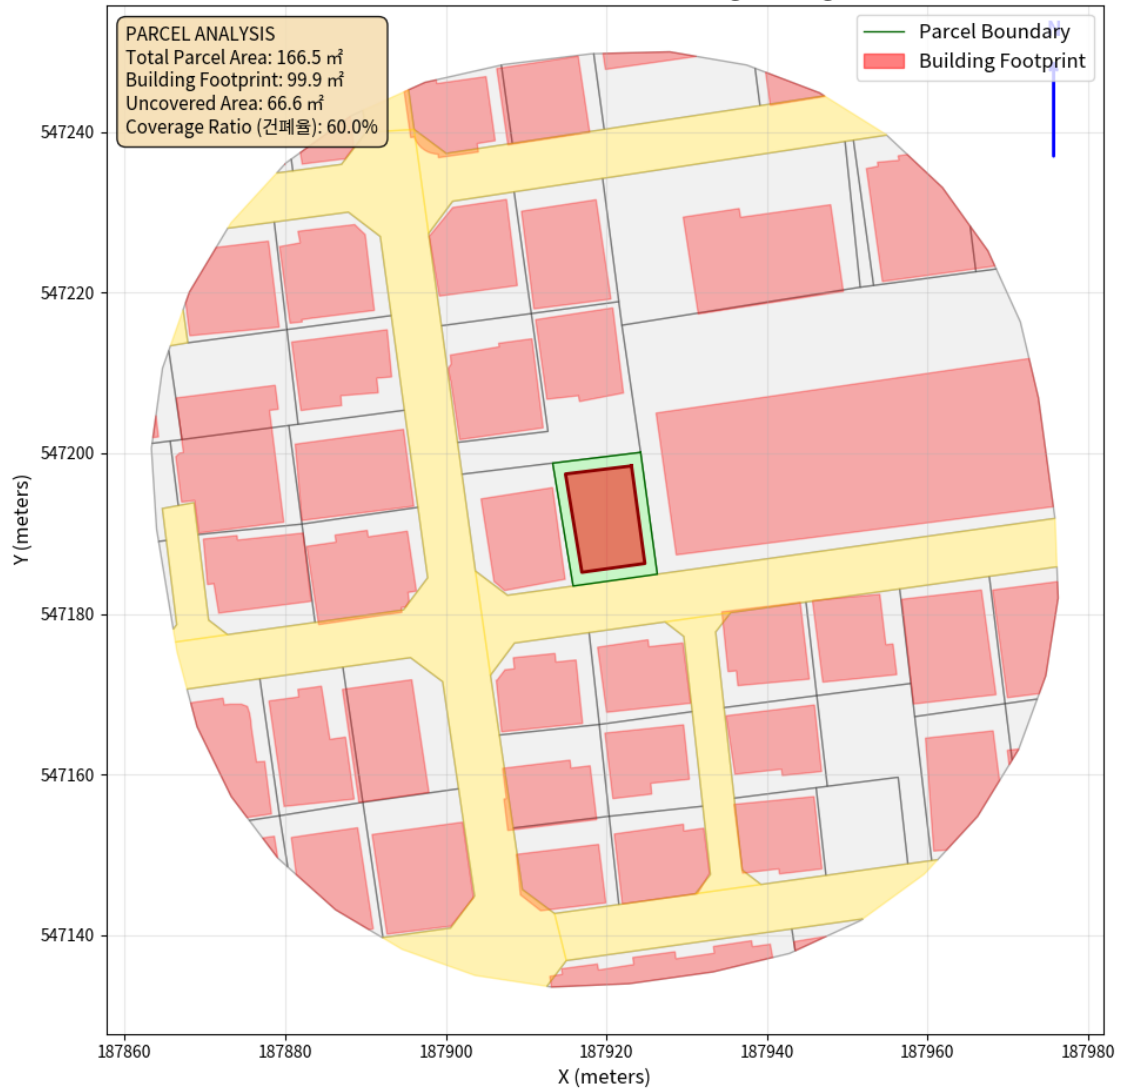 PARCEL ANALYSIS
Total Parcel Area: 166.5 ㎡
Building Footprint: 99.9 ㎡
Uncovered Area: 66.6 ㎡
Coverage Ratio (건폐율): 60.0%
Parcel Boundary
Building Footprint
N
547240
547220
547200
547180
547160
547140
Y (meters)
187860
187880
187900
187920
187940
187960
187980
X (meters)